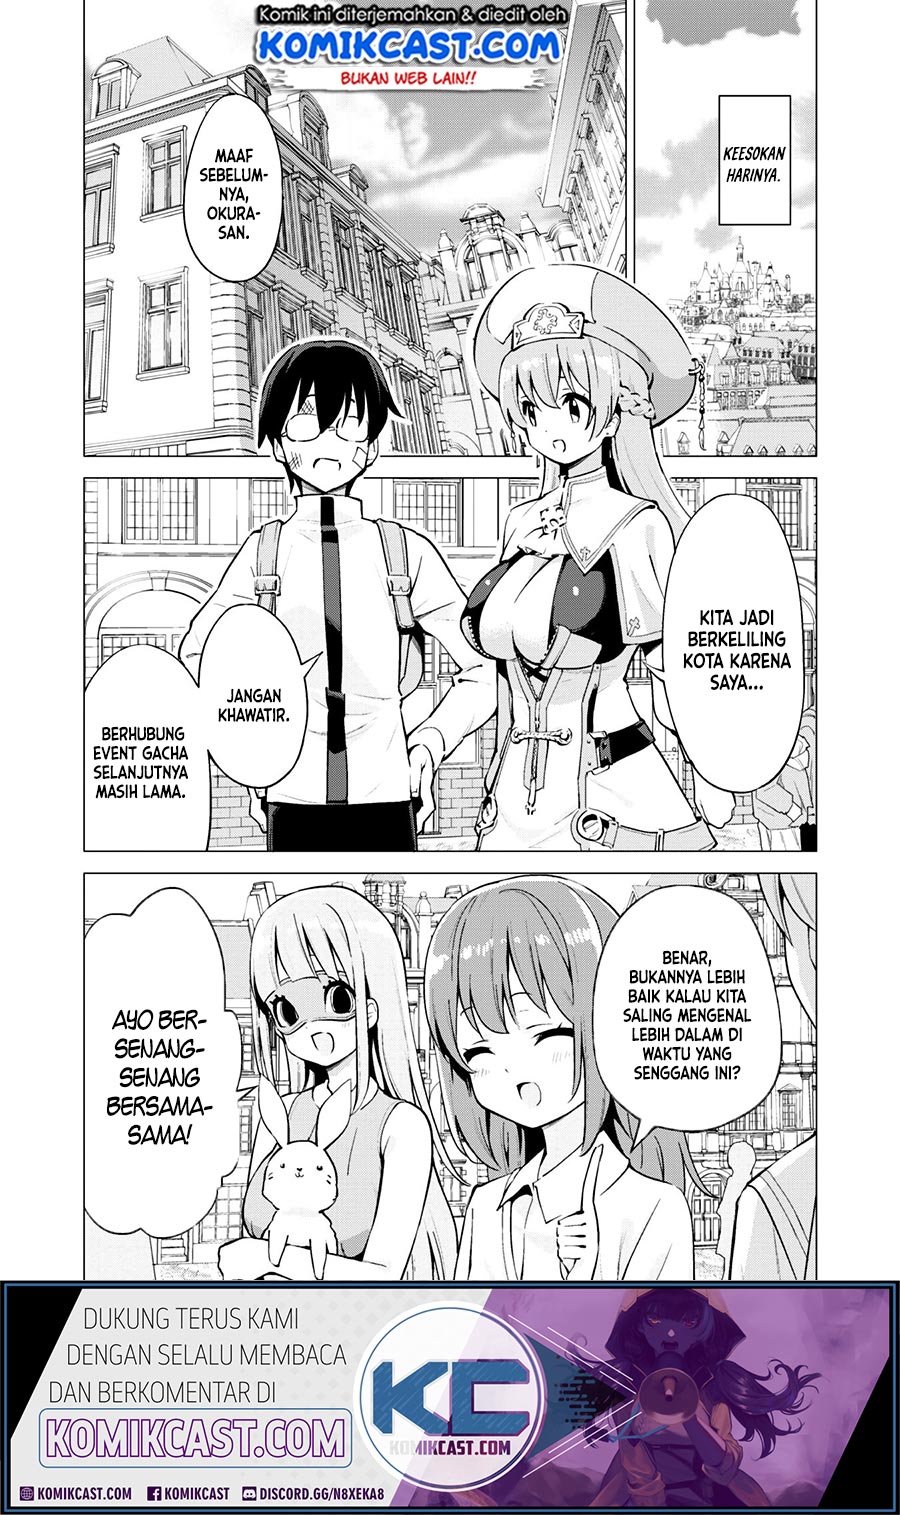 Komik ini diterjemahkan & diedit oleh
KOMIKCAST.COM
BUKAN WEB LAIN!!
KEESOKAN
HARINYA.
MAAF
SEBELUM-
NYA,
OKURA-
SAN.
KITA JADI
BERKELILING
KOTA KARENA
SAYA...
JANGAN
KHAWATIR.
BERHUBUNG
EVENT GACHA
SELANJUTNYA
MASIH LAMA.
BENAR,
BUKANNYA LEBIH
BAIK KALAU KITA
SALING MENGENAL
LEBIH DALAM DI
WAKTU YANG
SENGGANG INI?
AYO BER-
SENANG-
SENANG
BERSAMA-
SAMA!
DUKUNG TERUS KAMI
DENGAN SELALU MEMBACA
DAN BERKOMENTAR DI
KOMIKCAST.COM
KC
KOMIKCAST.COM
KOMIKCAST.COM KOMIKCAST DISCORD.GG/N8XEKA8